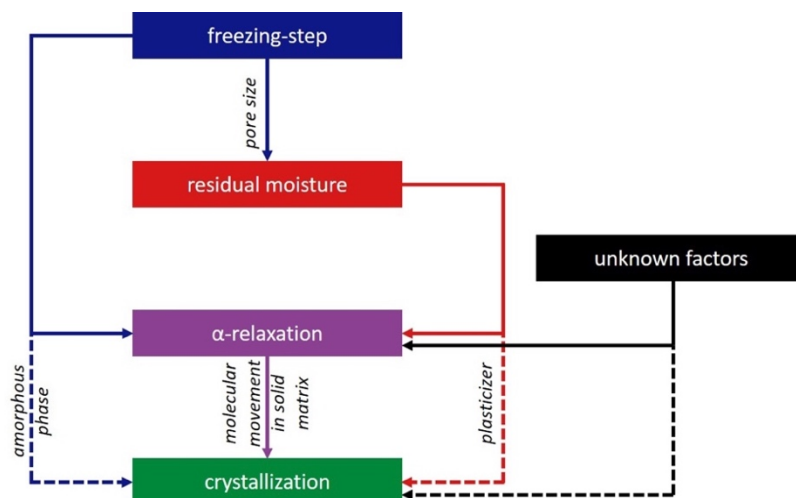 freezing-step
pore size
residual moisture
unknown factors
α-relaxation
amorphous
phase
molecular
movement
in solid
matrix
plasticizer
crystallization